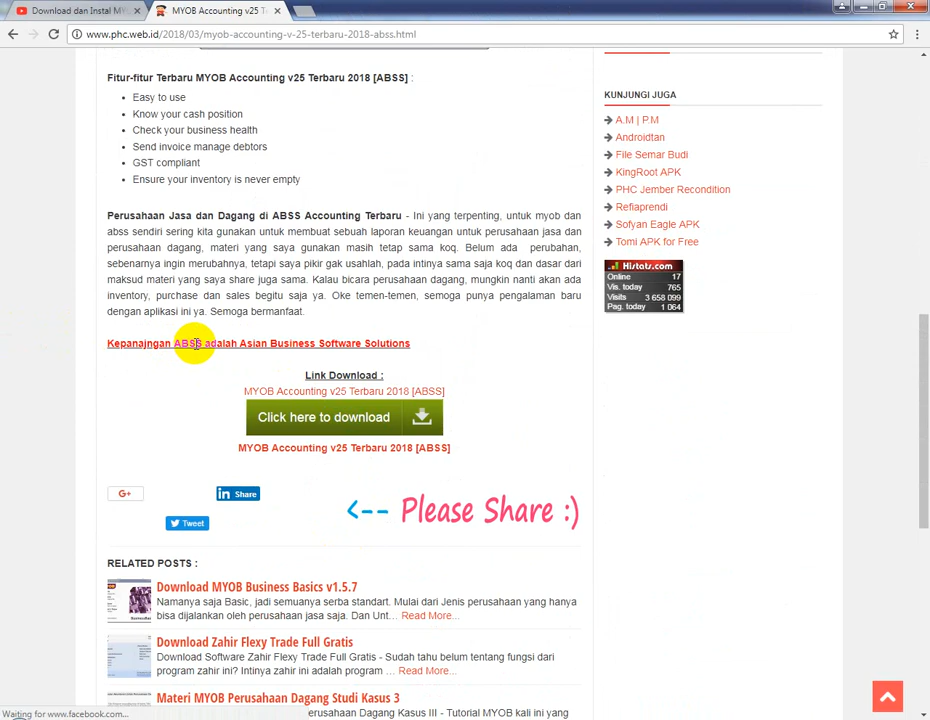 Download dan Instal MY
MYOB Accounting v-25 T
www.phc.web.id/2018/03/myob-accounting-v-25-terbaru-2018-abss.html
Fitur-fitur Terbaru MYOB Accounting v25 Terbaru 2018 [ABSS] :
Easy to use
Know your cash position
Check your business health
Send invoice manage debtors
GST compliant
Ensure your inventory is never empty
Perusahaan Jasa dan Dagang di ABSS Accounting Terbaru - Ini yang terpenting, untuk myob dan
abss sendiri sering kita gunakan untuk membuat sebuah laporan keuangan untuk perusahaan jasa dan
perusahaan dagang, materi yang saya gunakan masih tetap sama koq. Belum ada perubahan,
sebenarnya ingin merubahnya, tetapi saya pikir gak usahlah, pada intinya sama saja koq dan dasar dari
maksud materi yang saya share juga sama. Kalau bicara perusahaan dagang, mungkin nanti akan ada
inventory, purchase dan sales begitu saja ya. Oke temen-temen, semoga punya pengalaman baru
dengan aplikasi ini ya. Semoga bermanfaat.
Kepanajngan ABSS adalah Asian Business Software Solutions
Link Download :
MYOB Accounting v25 Terbaru 2018 [ABSS]
Click here to download
MYOB Accounting v25 Terbaru 2018 [ABSS]
G+
in Share
Tweet
<-- Please Share :)
RELATED POSTS :
Download MYOB Business Basics v1.5.7
Namanya saja Basic, jadi semuanya serba standart. Mulai dari Jenis perusahaan yang hanya
bisa dijalankan oleh perusahaan jasa saja. Dan Unt... Read More...
Download Zahir Flexy Trade Full Gratis
Download Software Zahir Flexy Trade Full Gratis - Sudah tahu belum tentang fungsi dari
program zahir ini? Intinya zahir ini adalah program ... Read More...
Materi MYOB Perusahaan Dagang Studi Kasus 3
erusahaan Dagang Kasus III - Tutorial MYOB kali ini yang
KUNJUNGI JUGA
A.M | P.M
Androidtan
File Semar Budi
KingRoot APK
PHC Jember Recondition
Refiaprendi
Sofyan Eagle APK
Tomi APK for Free
Histats.com
Online 17
Vis. today 765
Visits 3 658 099
Pag. today 1 064
Waiting for www.facebook.com...